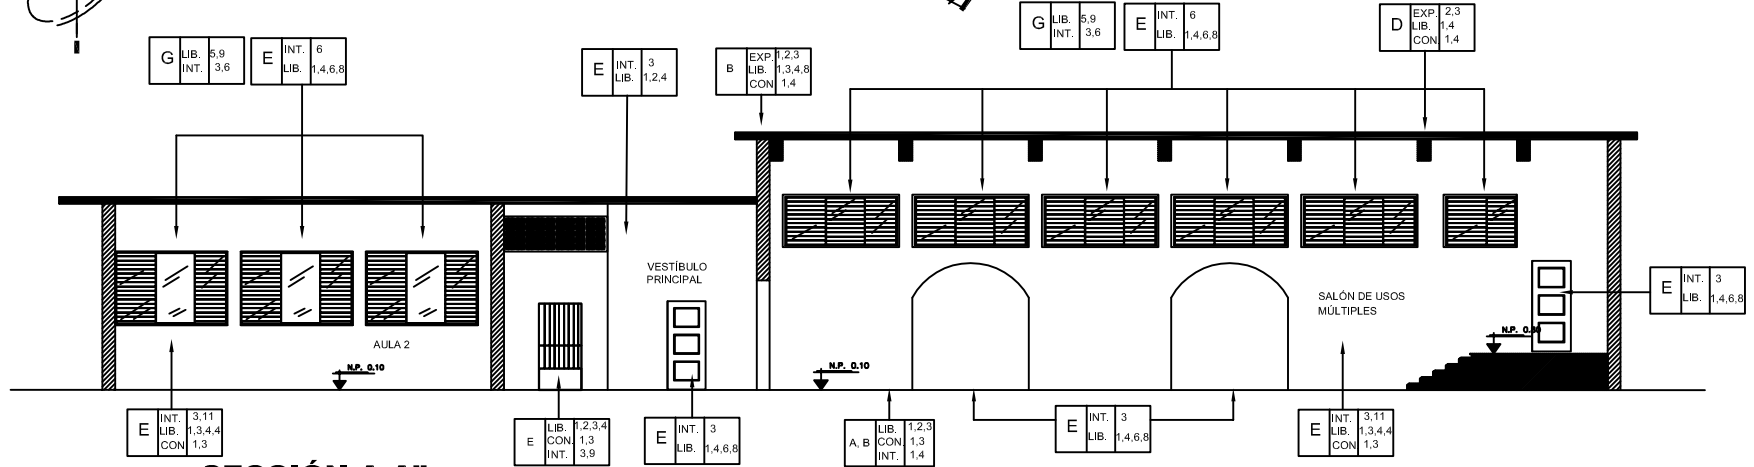 G LIB. 5,9
INT. 3,6
E INT. 6
LIB. 1,4,6,8
E INT. 3
LIB. 1,2,4
B EXP. 1,2,3
LIB. 1,3,4,8
CON 1,4
G LIB. 5,9
INT. 3,6
E INT. 6
LIB. 1,4,6,8
D EXP. 2,3
LIB. 1,4
CON. 1,4
VESTÍBULO
PRINCIPAL
SALÓN DE USOS
MÚLTIPLES
E INT. 3
LIB. 1,4,6,8
AULA 2
N.P. 0.10
N.P. 0.10
N.P.
E INT. 3,11
LIB. 1,3,4,4
CON 1,3
E LIB. 1,2,3,4
CON. 1,3
INT. 3,9
E INT. 3
LIB. 1,4,6,8
A, B LIB. 1,2,3
CON. 1,3
INT. 1,4
E INT. 3
LIB. 1,4,6,8
E INT. 3,11
LIB. 1,3,4,4
CON 1,3
SECCIÓN A-A'